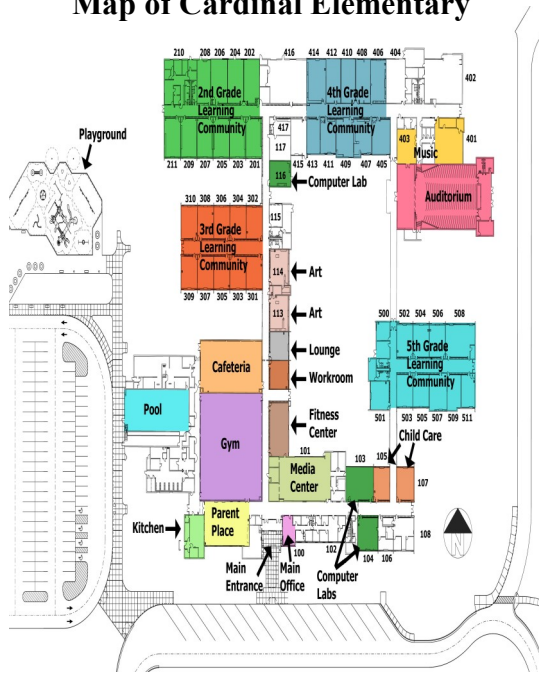 Map of Cardinal Elementary
210 208 206 204 202
416
414 412 410 408 406 404
402
2nd Grade
Learning
Community
4th Grade
Learning
Community
417
117
403
401
Music
Playground
211 209 207 205 203 201
415 413 411 409 407 405
116
Computer Lab
Auditorium
310 308 306 304 302
115
3rd Grade
Learning
Community
114
Art
309 307 305 303 301
113
Art
500 502 504 506 508
Lounge
5th Grade
Learning
Community
Cafeteria
Workroom
Pool
Fitness
Center
501 503 505 507 509 511
Gym
Child Care
101
Media
Center
103
105
107
Parent
Place
Kitchen
108
100
102
104
106
Main
Entrance
Main
Office
Computer
Labs
N